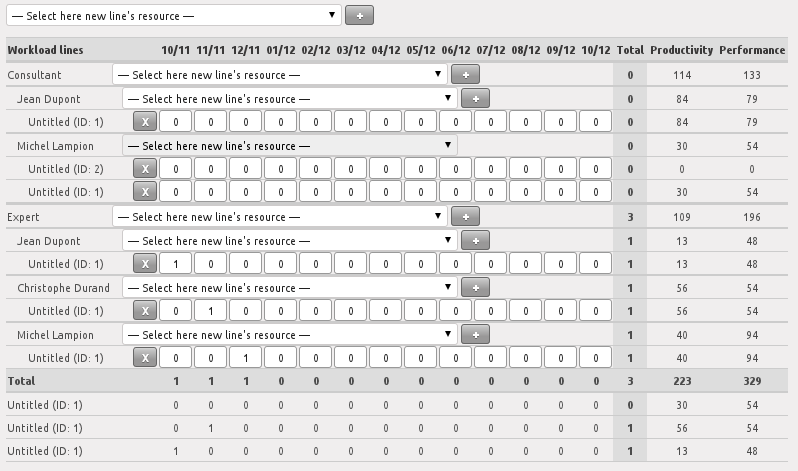 — Select here new line's resource — ▼ +
Workload lines 10/11 11/11 12/11 01/12 02/12 03/12 04/12 05/12 06/12 07/12 08/12 09/12 10/12 Total Productivity Performance
Consultant — Select here new line's resource — ▼ + 0 114 133
Jean Dupont — Select here new line's resource — ▼ + 0 84 79
Untitled (ID: 1) X 0 0 0 0 0 0 0 0 0 0 0 0 0 0 84 79
Michel Lampion — Select here new line's resource — ▼ 0 30 54
Untitled (ID: 2) X 0 0 0 0 0 0 0 0 0 0 0 0 0 0 0 0
Untitled (ID: 1) X 0 0 0 0 0 0 0 0 0 0 0 0 0 0 30 54
Expert — Select here new line's resource — ▼ + 3 109 196
Jean Dupont — Select here new line's resource — ▼ + 1 13 48
Untitled (ID: 1) X 1 0 0 0 0 0 0 0 0 0 0 0 0 1 13 48
Christophe Durand — Select here new line's resource — ▼ + 1 56 54
Untitled (ID: 1) X 0 1 0 0 0 0 0 0 0 0 0 0 0 1 56 54
Michel Lampion — Select here new line's resource — ▼ + 1 40 94
Untitled (ID: 1) X 0 0 1 0 0 0 0 0 0 0 0 0 0 1 40 94
Total 1 1 1 0 0 0 0 0 0 0 0 0 0 3 223 329
Untitled (ID: 1) 0 0 0 0 0 0 0 0 0 0 0 0 0 0 30 54
Untitled (ID: 1) 0 1 0 0 0 0 0 0 0 0 0 0 0 1 56 54
Untitled (ID: 1) 1 0 0 0 0 0 0 0 0 0 0 0 0 1 13 48